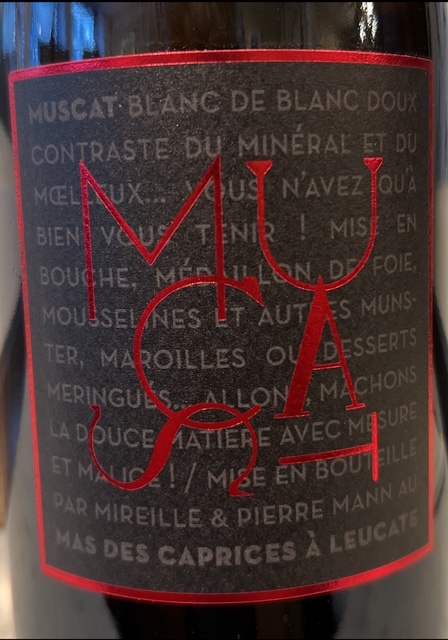 MUSCAT BLANC DE BLANC DOUX
CONTRASTE DU MINÉRAL ET DU
MŒLLEUX... VOUS N'AVEZ QU'À
BIEN VOUS TENIR ! MISE EN
BOUCHE, MÉDAILLON DE FOIE,
MOUSSELINES ET AUTRES MUNS-
TER, MAROILLES OU DESSERTS
MERINGUÉS... ALLONS, MÂCHONS
LA DOUCE MATIÈRE AVEC MESURE
ET MALICE ! / MISE EN BOUTEILLE
PAR MIREILLE & PIERRE MANN AU
MAS DES CAPRICES À LEUCATE
MU
SCA
T